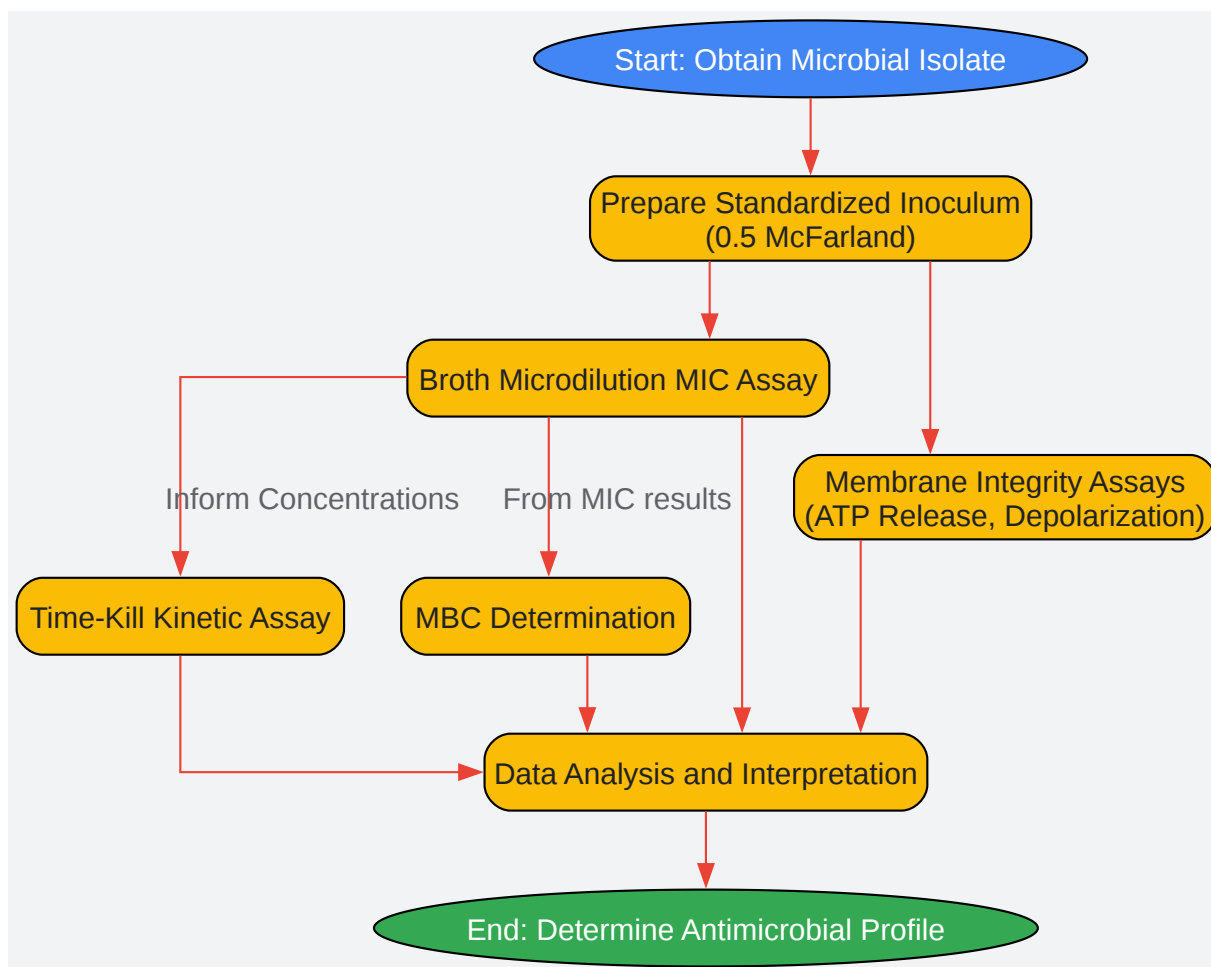 Start: Obtain Microbial Isolate
Prepare Standardized Inoculum
(0.5 McFarland)
Broth Microdilution MIC Assay
Membrane Integrity Assays
(ATP Release, Depolarization)
Inform Concentrations
From MIC results
Time-Kill Kinetic Assay
MBC Determination
Data Analysis and Interpretation
End: Determine Antimicrobial Profile